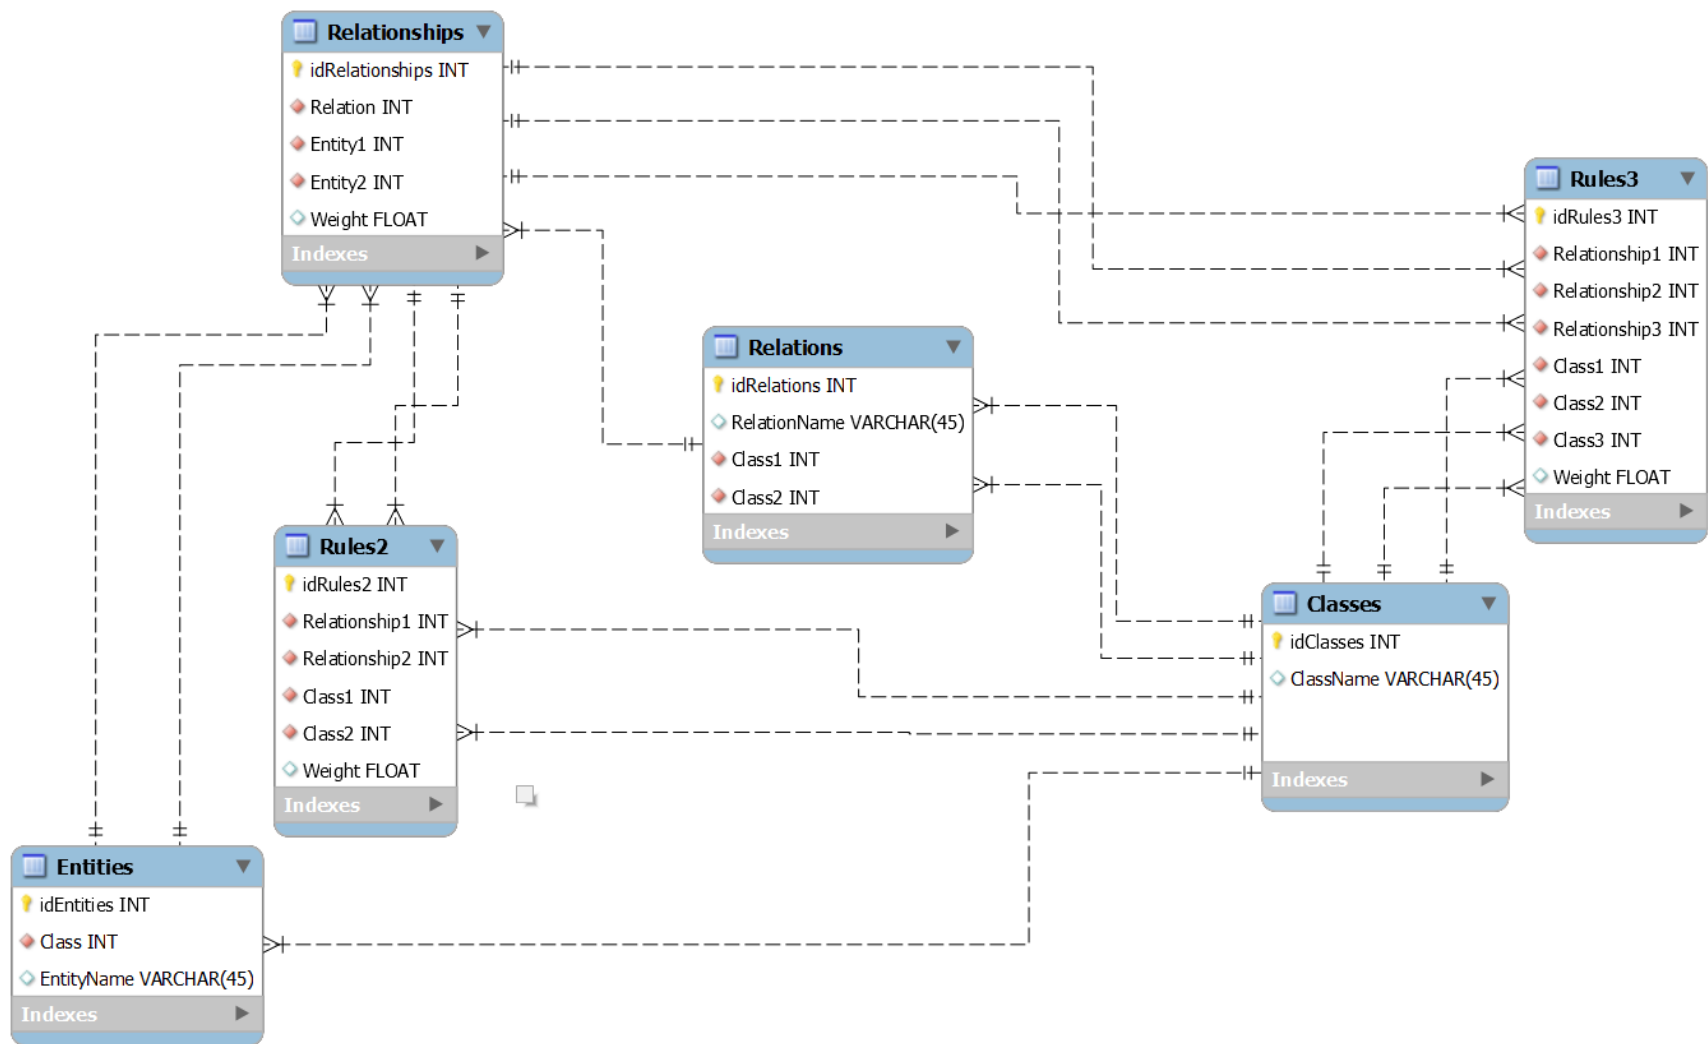 Relationships
idRelationships INT
Relation INT
Entity1 INT
Entity2 INT
Weight FLOAT
Indexes
Rules3
idRules3 INT
Relationship1 INT
Relationship2 INT
Relationship3 INT
Class1 INT
Class2 INT
Class3 INT
Weight FLOAT
Indexes
Relations
idRelations INT
RelationName VARCHAR(45)
Class1 INT
Class2 INT
Indexes
Rules2
idRules2 INT
Relationship1 INT
Relationship2 INT
Class1 INT
Class2 INT
Weight FLOAT
Indexes
Classes
idClasses INT
ClassName VARCHAR(45)
Indexes
Entities
idEntities INT
Class INT
EntityName VARCHAR(45)
Indexes